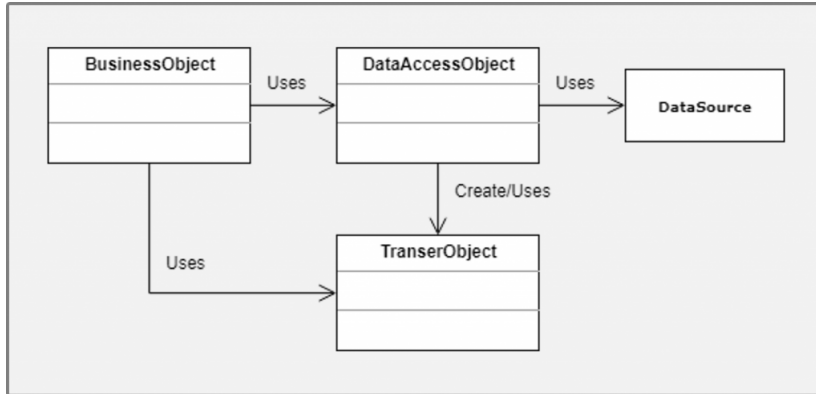 BusinessObject
Uses
DataAccessObject
Uses
DataSource
Create/Uses
Uses
TranserObject